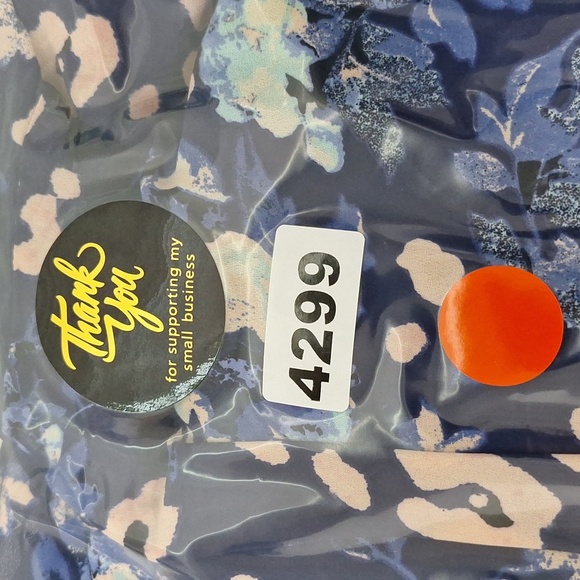 Thank
You
for supporting my
small business
4299